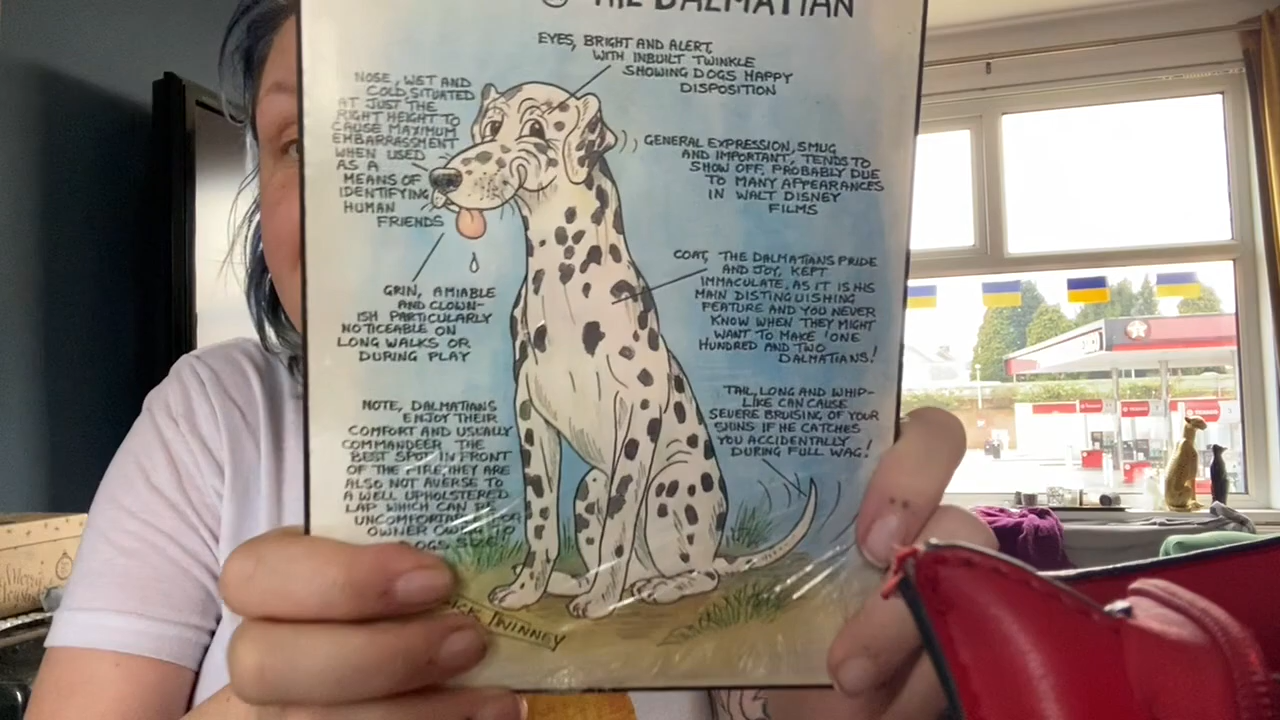 THE DALMATIAN
EYES, BRIGHT AND ALERT,
WITH INBUILT TWINKLE
SHOWING DOGS HAPPY
DISPOSITION
NOSE, WET AND
COLD, SITUATED
AT JUST THE
RIGHT HEIGHT TO
CAUSE MAXIMUM
EMBARRASSMENT
WHEN USED
AS A
MEANS OF
IDENTIFYING
HUMAN
FRIENDS
GENERAL EXPRESSION, SMUG
AND IMPORTANT, TENDS TO
SHOW OFF, PROBABLY DUE
TO MANY APPEARANCES
IN WALT DISNEY
FILMS
COAT, THE DALMATIANS PRIDE
AND JOY, KEPT
IMMACULATE, AS IT IS HIS
MAIN DISTINGUISHING
FEATURE AND YOU NEVER
KNOW WHEN THEY MIGHT
WANT TO MAKE 'ONE
HUNDRED AND TWO
DALMATIANS!
GRIN, AMIABLE
AND CLOWN-
ISH PARTICULARLY
NOTICEABLE ON
LONG WALKS OR
DURING PLAY
TAIL, LONG AND WHIP-
LIKE CAN CAUSE
SEVERE BRUISING OF YOUR
SHINS IF HE CATCHES
YOU ACCIDENTALLY
DURING FULL WAG!
NOTE, DALMATIANS
ENJOY THEIR
COMFORT AND USUALLY
COMMANDEER THE
BEST SPOT IN FRONT
OF THE FIRE, THEY ARE
ALSO NOT AVERSE TO
A WELL UPHOLSTERED
LAP WHICH CAN BE
UNCOMFORTABLE FOR
OWNER
TWINNEY